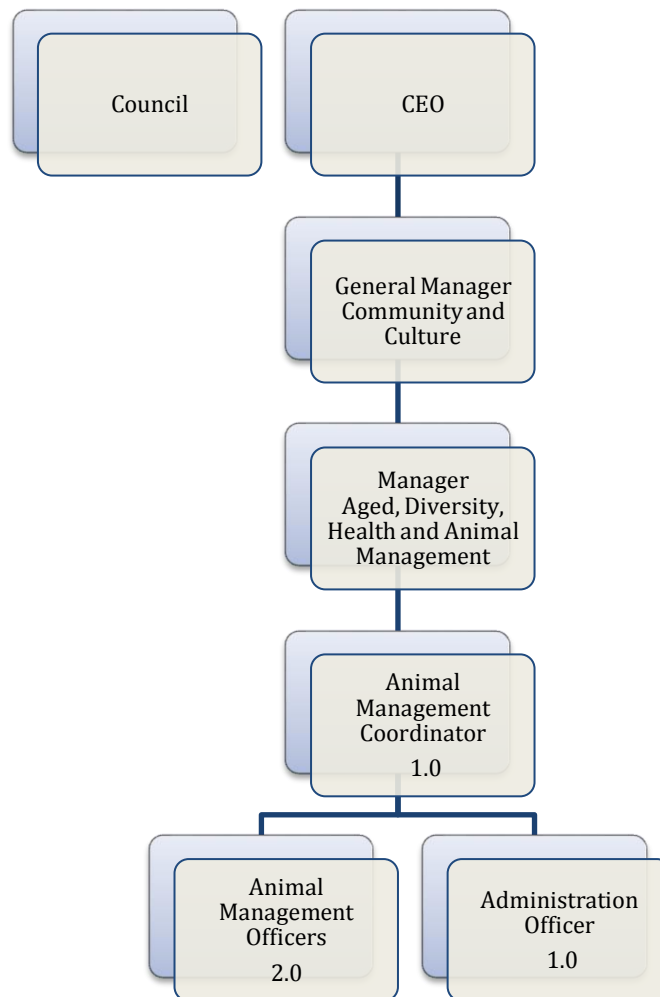 Council
CEO
General Manager
Community and
Culture
Manager
Aged, Diversity,
Health and Animal
Management
Animal
Management
Coordinator
1.0
Animal
Management
Officers
2.0
Administration
Officer
1.0